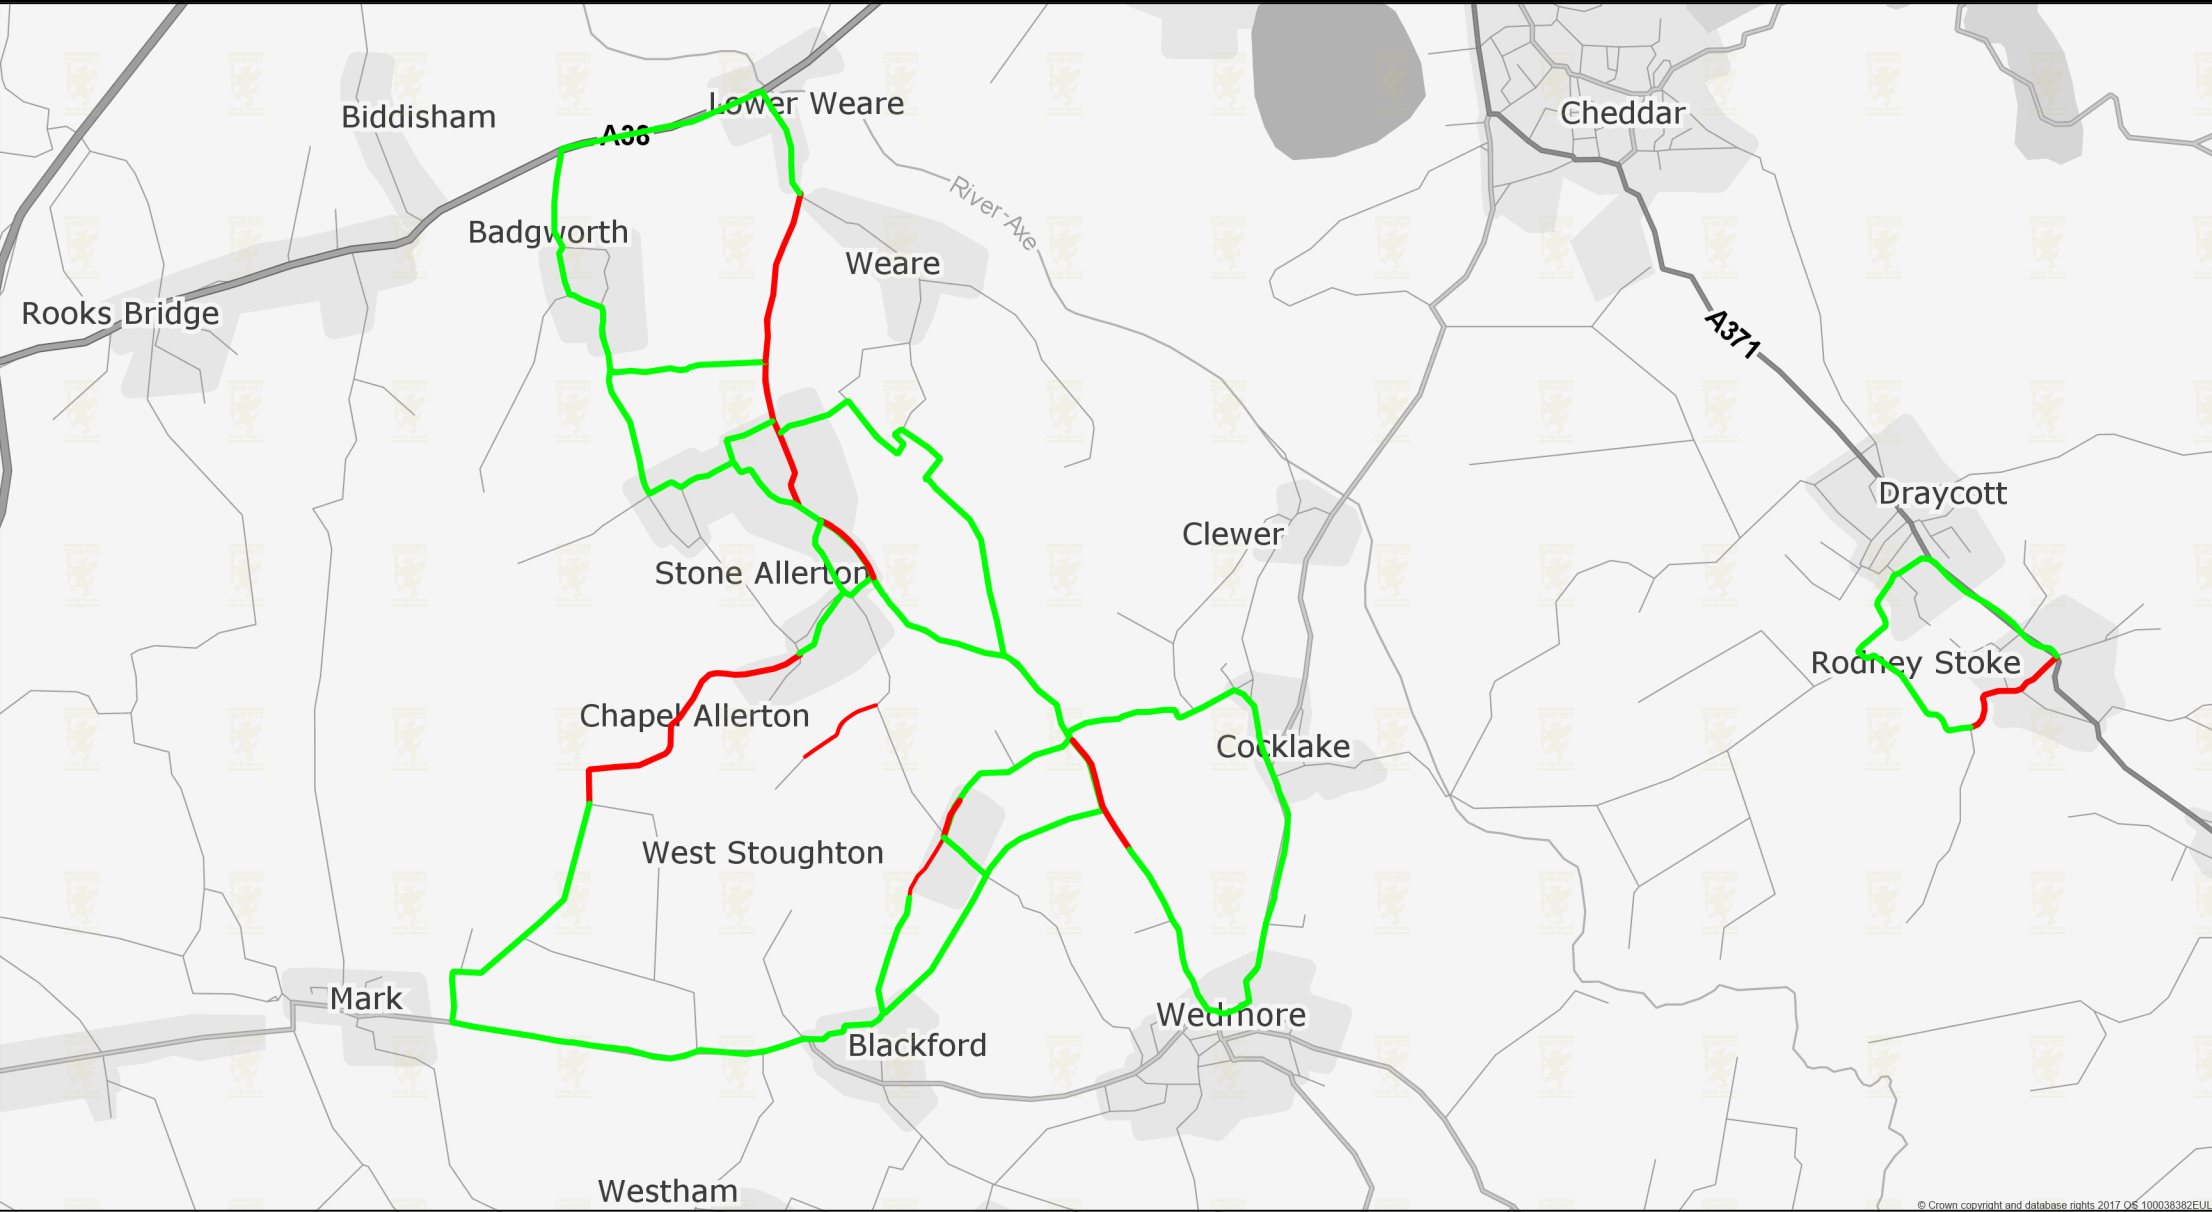 Lower Weare
Biddisham
Cheddar
A38
River-Axe
Badgworth
Weare
Rooks Bridge
A371
Draycott
Clewer
Stone Allerton
Rodney Stoke
Chapel Allerton
Cocklake
West Stoughton
Mark
Wedmore
Blackford
Westham
© Crown copyright and database rights 2017 OS 100038382EUL